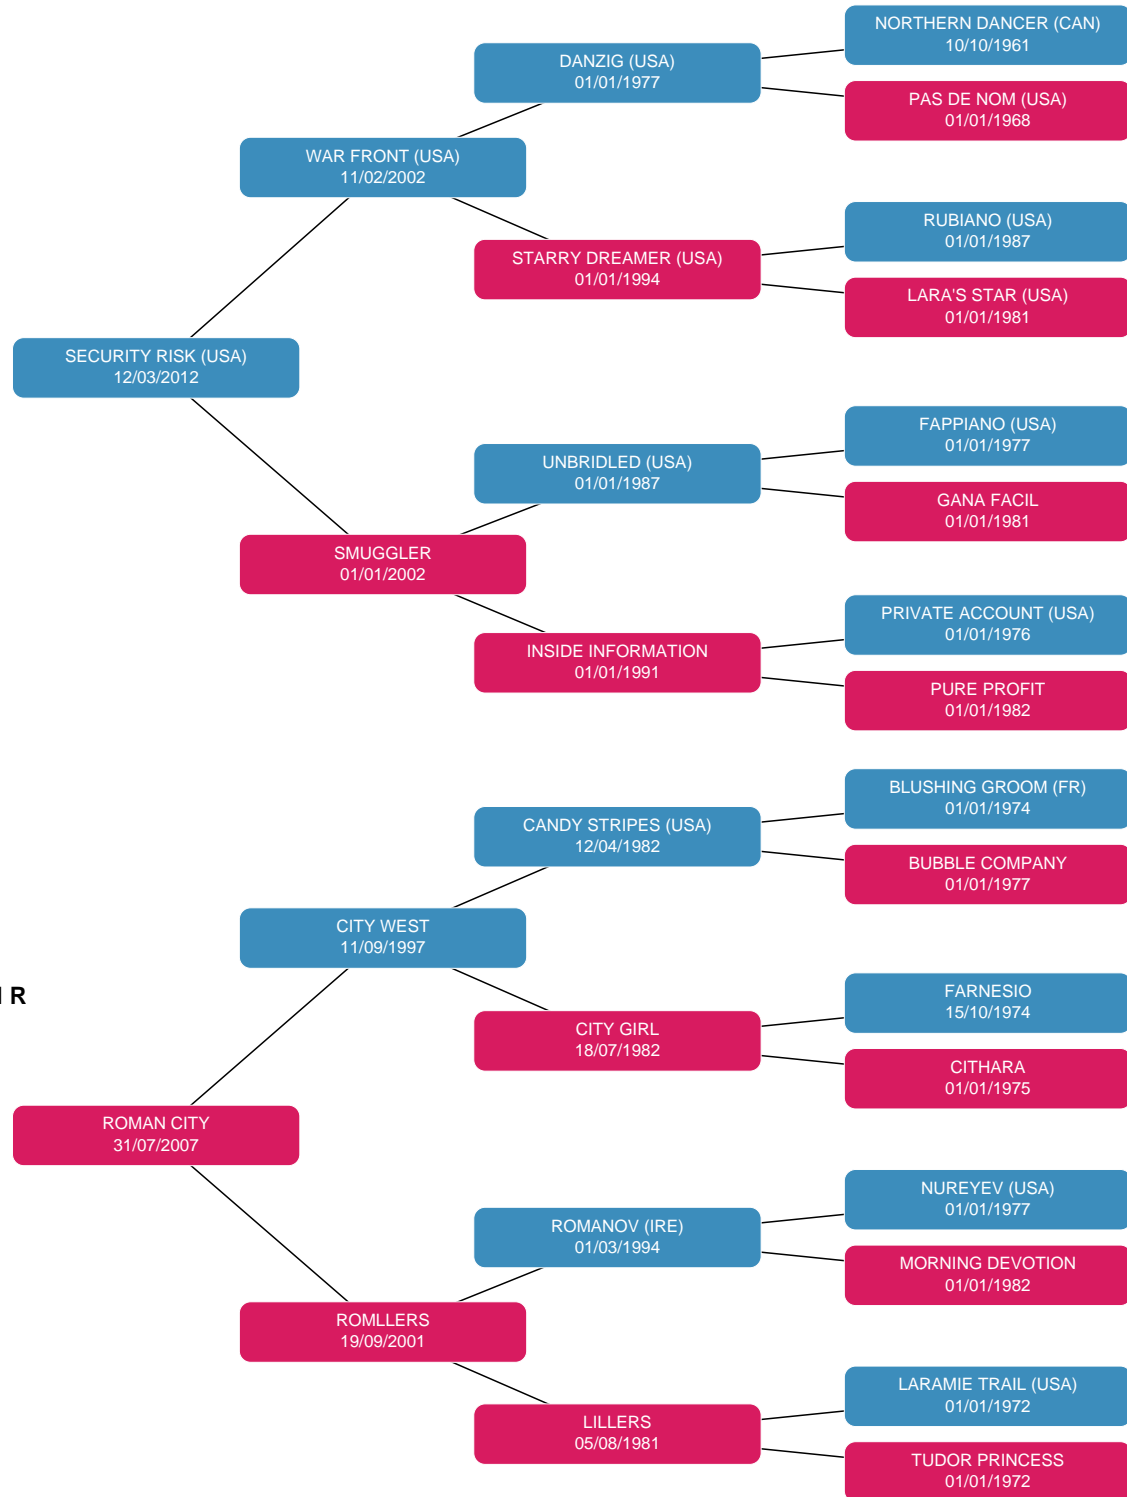 NORTHERN DANCER (CAN)
10/10/1961
DANZIG (USA)
01/01/1977
PAS DE NOM (USA)
01/01/1968
WAR FRONT (USA)
11/02/2002
RUBIANO (USA)
01/01/1987
STARRY DREAMER (USA)
01/01/1994
LARA'S STAR (USA)
01/01/1981
SECURITY RISK (USA)
12/03/2012
FAPPIANO (USA)
01/01/1977
UNBRIDLED (USA)
01/01/1987
GANA FACIL
01/01/1981
SMUGGLER
01/01/2002
PRIVATE ACCOUNT (USA)
01/01/1976
INSIDE INFORMATION
01/01/1991
PURE PROFIT
01/01/1982
BLUSHING GROOM (FR)
01/01/1974
CANDY STRIPES (USA)
12/04/1982
BUBBLE COMPANY
01/01/1977
CITY WEST
11/09/1997
FARNESIO
15/10/1974
R
CITY GIRL
18/07/1982
CITHARA
01/01/1975
ROMAN CITY
31/07/2007
NUREYEV (USA)
01/01/1977
ROMANOV (IRE)
01/03/1994
MORNING DEVOTION
01/01/1982
ROMLLERS
19/09/2001
LARAMIE TRAIL (USA)
01/01/1972
LILLERS
05/08/1981
TUDOR PRINCESS
01/01/1972